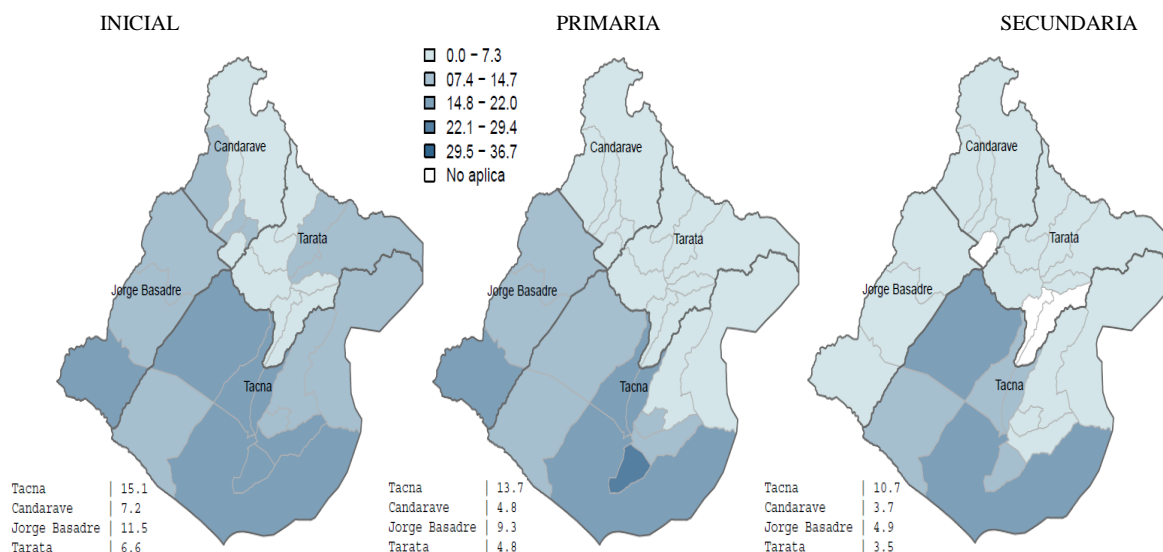 INICIAL
PRIMARIA
SECUNDARIA
0.0 – 7.3
07.4 – 14.7
14.8 – 22.0
22.1 – 29.4
29.5 – 36.7
No aplica
Candarave
Tarata
Jorge Basadre
Tacna
Candarave
Tarata
Jorge Basadre
Tacna
Candarave
Tarata
Jorge Basadre
Tacna
Tacna | 15.1
Candarave | 7.2
Jorge Basadre | 11.5
Tarata | 6.6
Tacna | 13.7
Candarave | 4.8
Jorge Basadre | 9.3
Tarata | 4.8
Tacna | 10.7
Candarave | 3.7
Jorge Basadre | 4.9
Tarata | 3.5